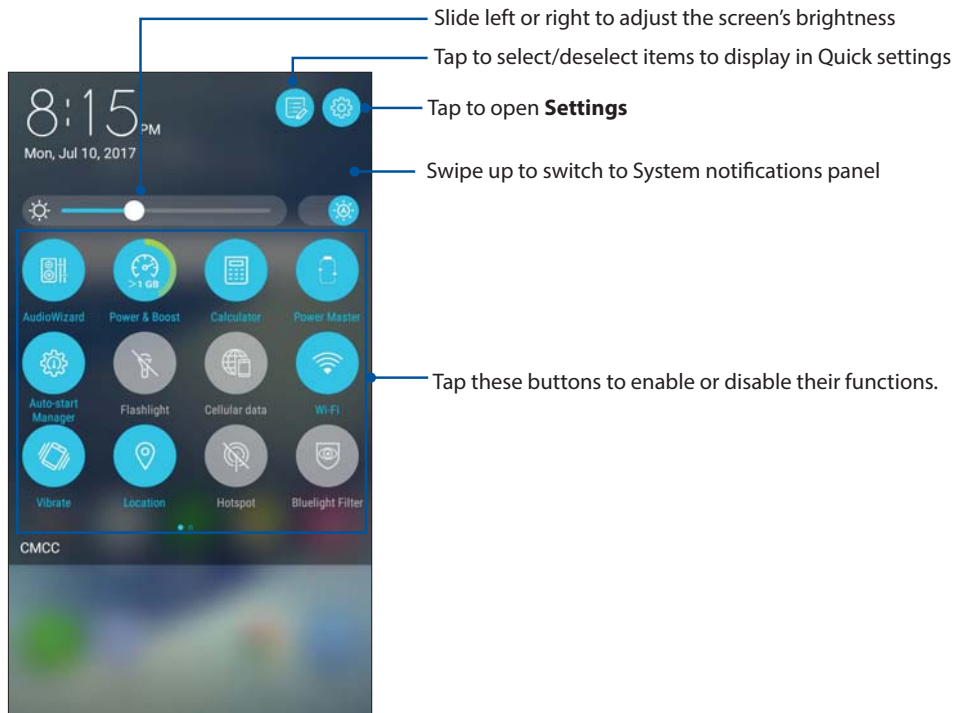 Slide left or right to adjust the screen's brightness
Tap to select/deselect items to display in Quick settings
Tap to open Settings
Swipe up to switch to System notifications panel
Tap these buttons to enable or disable their functions.
8:15 PM
Mon, Jul 10, 2017
A
>1 GB
AudioWizard Power & Boost Calculator Power Master
Auto-start
Manager Flashlight Cellular data Wi-Fi
Vibrate Location Hotspot Bluelight Filter
CMCC